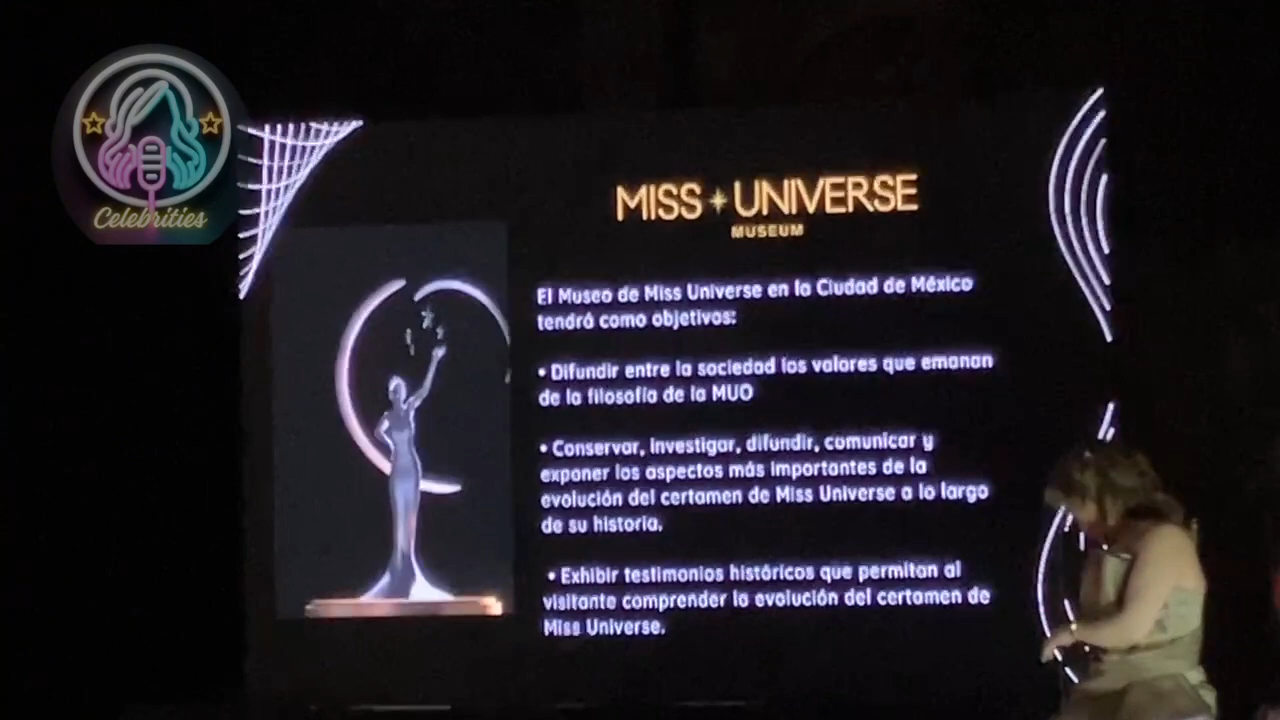 Celebrities
MISS UNIVERSE
MUSEUM
El Museo de Miss Universe en la Ciudad de México
tendrá como objetivos:
• Difundir entre la sociedad los valores que emanan
de la filosofía de la MUO
• Conservar, investigar, difundir, comunicar y
exponer los aspectos más importantes de la
evolución del certamen de Miss Universe a lo largo
de su historia.
• Exhibir testimonios históricos que permitan al
visitante comprender la evolución del certamen de
Miss Universe.